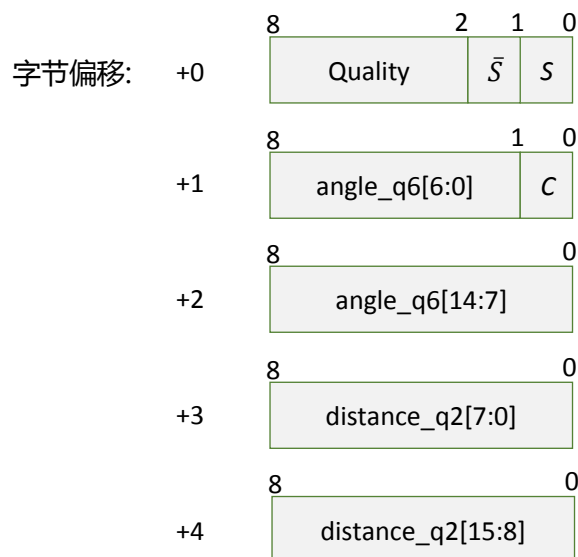 8 2 1 0
字节偏移: +0 Quality S̄ S
8 1 0
+1 angle_q6[6:0] C
8 0
+2 angle_q6[14:7]
8 0
+3 distance_q2[7:0]
8 0
+4 distance_q2[15:8]